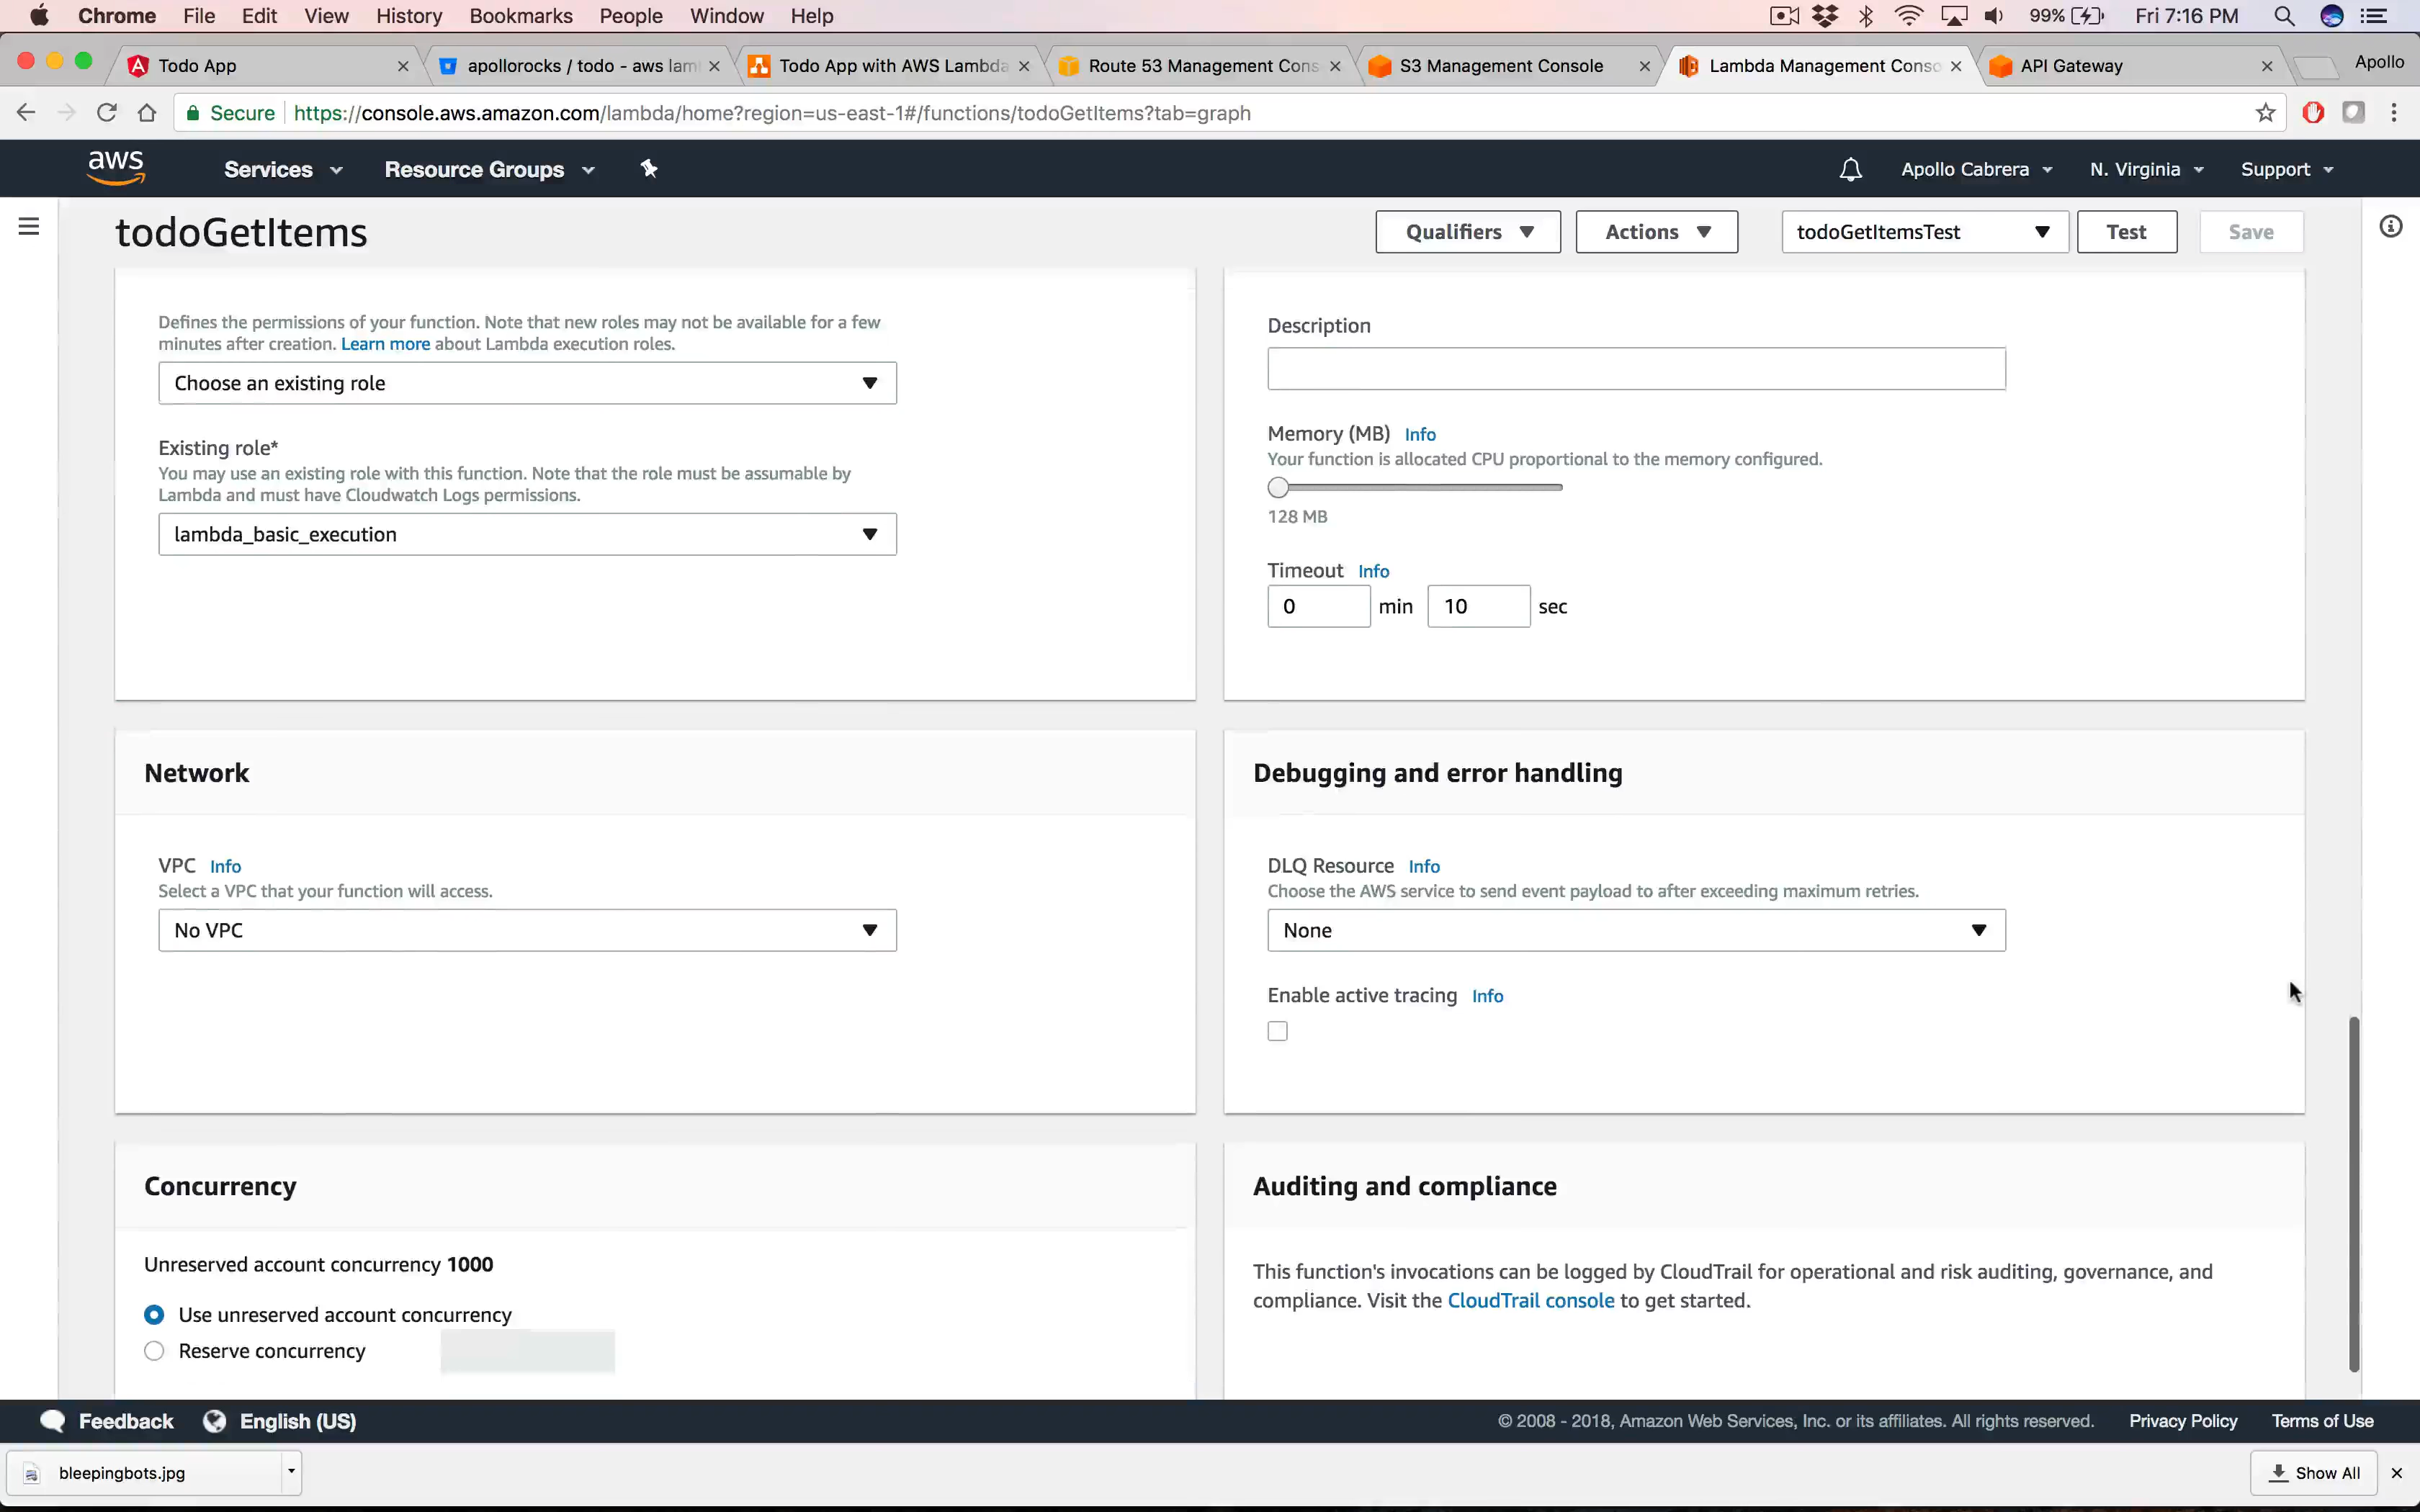 Chrome File Edit View History Bookmarks People Window Help 99% Fri 7:16 PM
Todo App apollorocks / todo - aws lam Todo App with AWS Lambda Route 53 Management Cons S3 Management Console Lambda Management Conso API Gateway Apollo
Secure https://console.aws.amazon.com/lambda/home?region=us-east-1#/functions/todoGetItems?tab=graph
aws Services Resource Groups Apollo Cabrera N. Virginia Support
todoGetItems Qualifiers Actions todoGetItemsTest Test Save
Defines the permissions of your function. Note that new roles may not be available for a few
minutes after creation. Learn more about Lambda execution roles.
Choose an existing role
Existing role*
You may use an existing role with this function. Note that the role must be assumable by
Lambda and must have Cloudwatch Logs permissions.
lambda_basic_execution
Description
Memory (MB) Info
Your function is allocated CPU proportional to the memory configured.
128 MB
Timeout Info
0 min 10 sec
Network
VPC Info
Select a VPC that your function will access.
No VPC
Debugging and error handling
DLQ Resource Info
Choose the AWS service to send event payload to after exceeding maximum retries.
None
Enable active tracing Info
Concurrency
Unreserved account concurrency 1000
Use unreserved account concurrency
Reserve concurrency
Auditing and compliance
This function's invocations can be logged by CloudTrail for operational and risk auditing, governance, and
compliance. Visit the CloudTrail console to get started.
Feedback English (US) © 2008 - 2018, Amazon Web Services, Inc. or its affiliates. All rights reserved. Privacy Policy Terms of Use
bleepingbots.jpg Show All